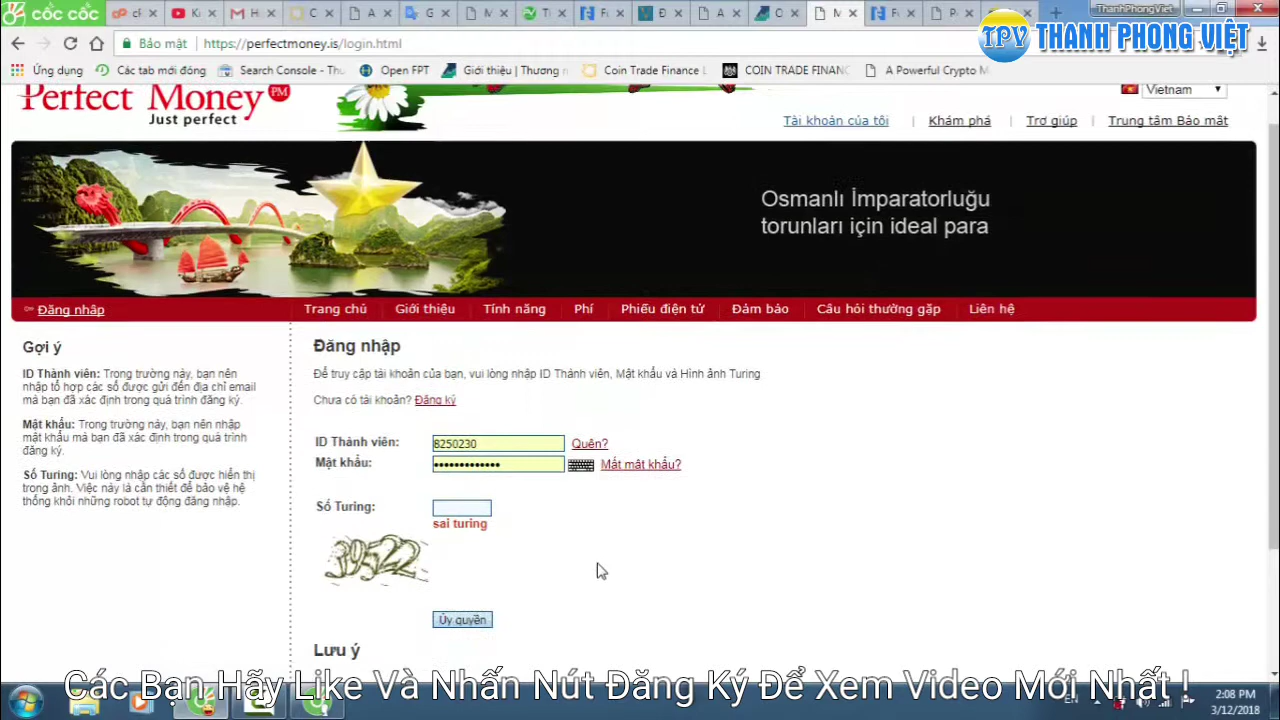 cốc cốc
ThanhPhongViet
Bảo mật
https://perfectmoney.is/login.html
TPV THANH PHONG VIỆT
Ứng dụng
Các tab mới đóng
Search Console - Thu
Open FPT
Giới thiệu | Thương n
Coin Trade Finance
COIN TRADE FINANC
A Powerful Crypto M
Perfect Money PM
Just perfect
Vietnam
Tài khoản của tôi | Khám phá | Trợ giúp | Trung tâm Bảo mật
Osmanlı İmparatorluğu
torunları için ideal para
Đăng nhập
Trang chủ
Giới thiệu
Tính năng
Phí
Phiếu điện tử
Đảm bảo
Câu hỏi thường gặp
Liên hệ
Gợi ý
ID Thành viên: Trong trường này, bạn nên
nhập tổ hợp các số được gửi đến địa chỉ email
mà bạn đã xác định trong quá trình đăng ký.
Mật khẩu: Trong trường này, bạn nên nhập
mật khẩu mà bạn đã xác định trong quá trình
đăng ký.
Số Turing: Vui lòng nhập các số được hiển thị
trong ảnh. Việc này là cần thiết để bảo vệ hệ
thống khỏi những robot tự động đăng nhập.
Đăng nhập
Để truy cập tài khoản của bạn, vui lòng nhập ID Thành viên, Mật khẩu và Hình ảnh Turing
Chưa có tài khoản? Đăng ký
ID Thành viên: 8250230 Quên?
Mật khẩu: ••••••••••••• Mất mật khẩu?
Số Turing:
sai turing
39522
Ủy quyền
Lưu ý
Các Bạn Hãy Like Và Nhấn Nút Đăng Ký Để Xem Video Mới Nhất !
EN
2:08 PM
3/12/2018